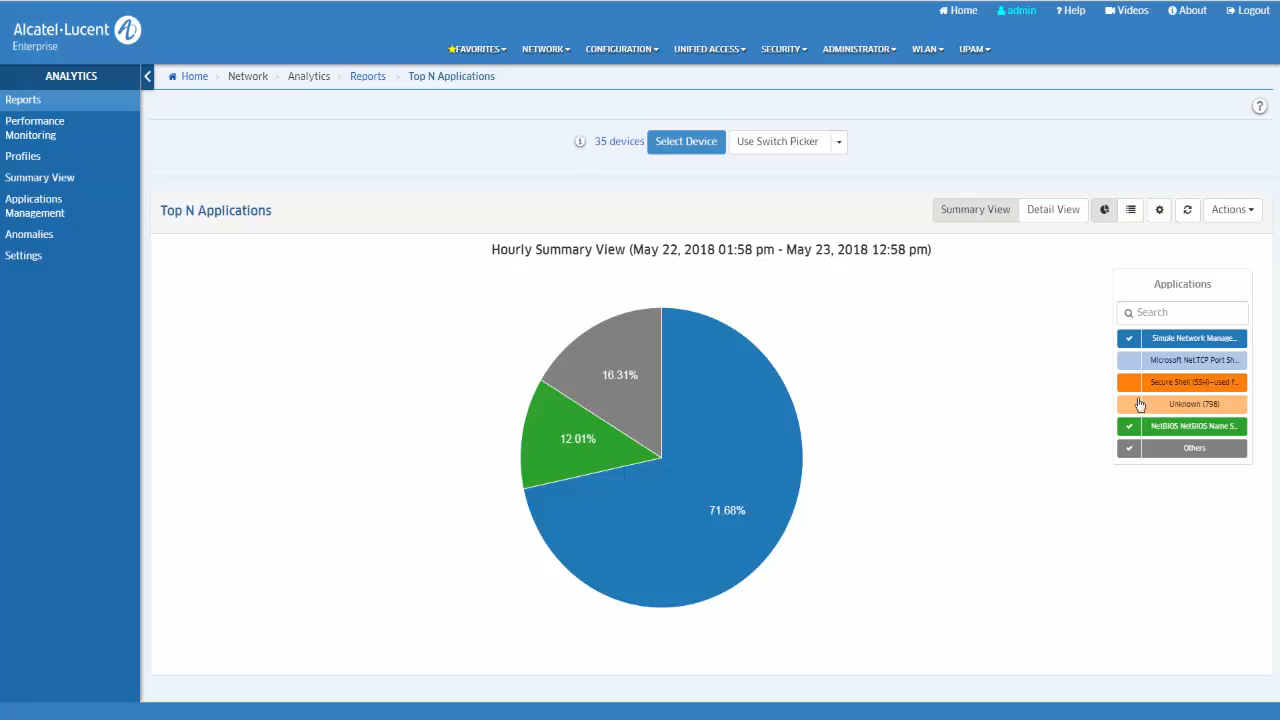 Home admin ? Help Videos About Logout
Alcatel·Lucent
Enterprise
FAVORITES NETWORK CONFIGURATION UNIFIED ACCESS SECURITY ADMINISTRATOR WLAN UPAM
ANALYTICS
Home > Network > Analytics > Reports > Top N Applications
Reports
Performance
Monitoring
Profiles
Summary View
Applications
Management
Anomalies
Settings
?
35 devices Select Device Use Switch Picker
Top N Applications
Summary View Detail View Actions
Hourly Summary View (May 22, 2018 01:58 pm - May 23, 2018 12:58 pm)
16.31%
12.01%
71.68%
Applications
Search
Simple Network Manage...
Microsoft Net.TCP Port Sh...
Secure Shell (SSH)—used f...
Unknown (798)
NetBIOS NetBIOS Name S...
Others